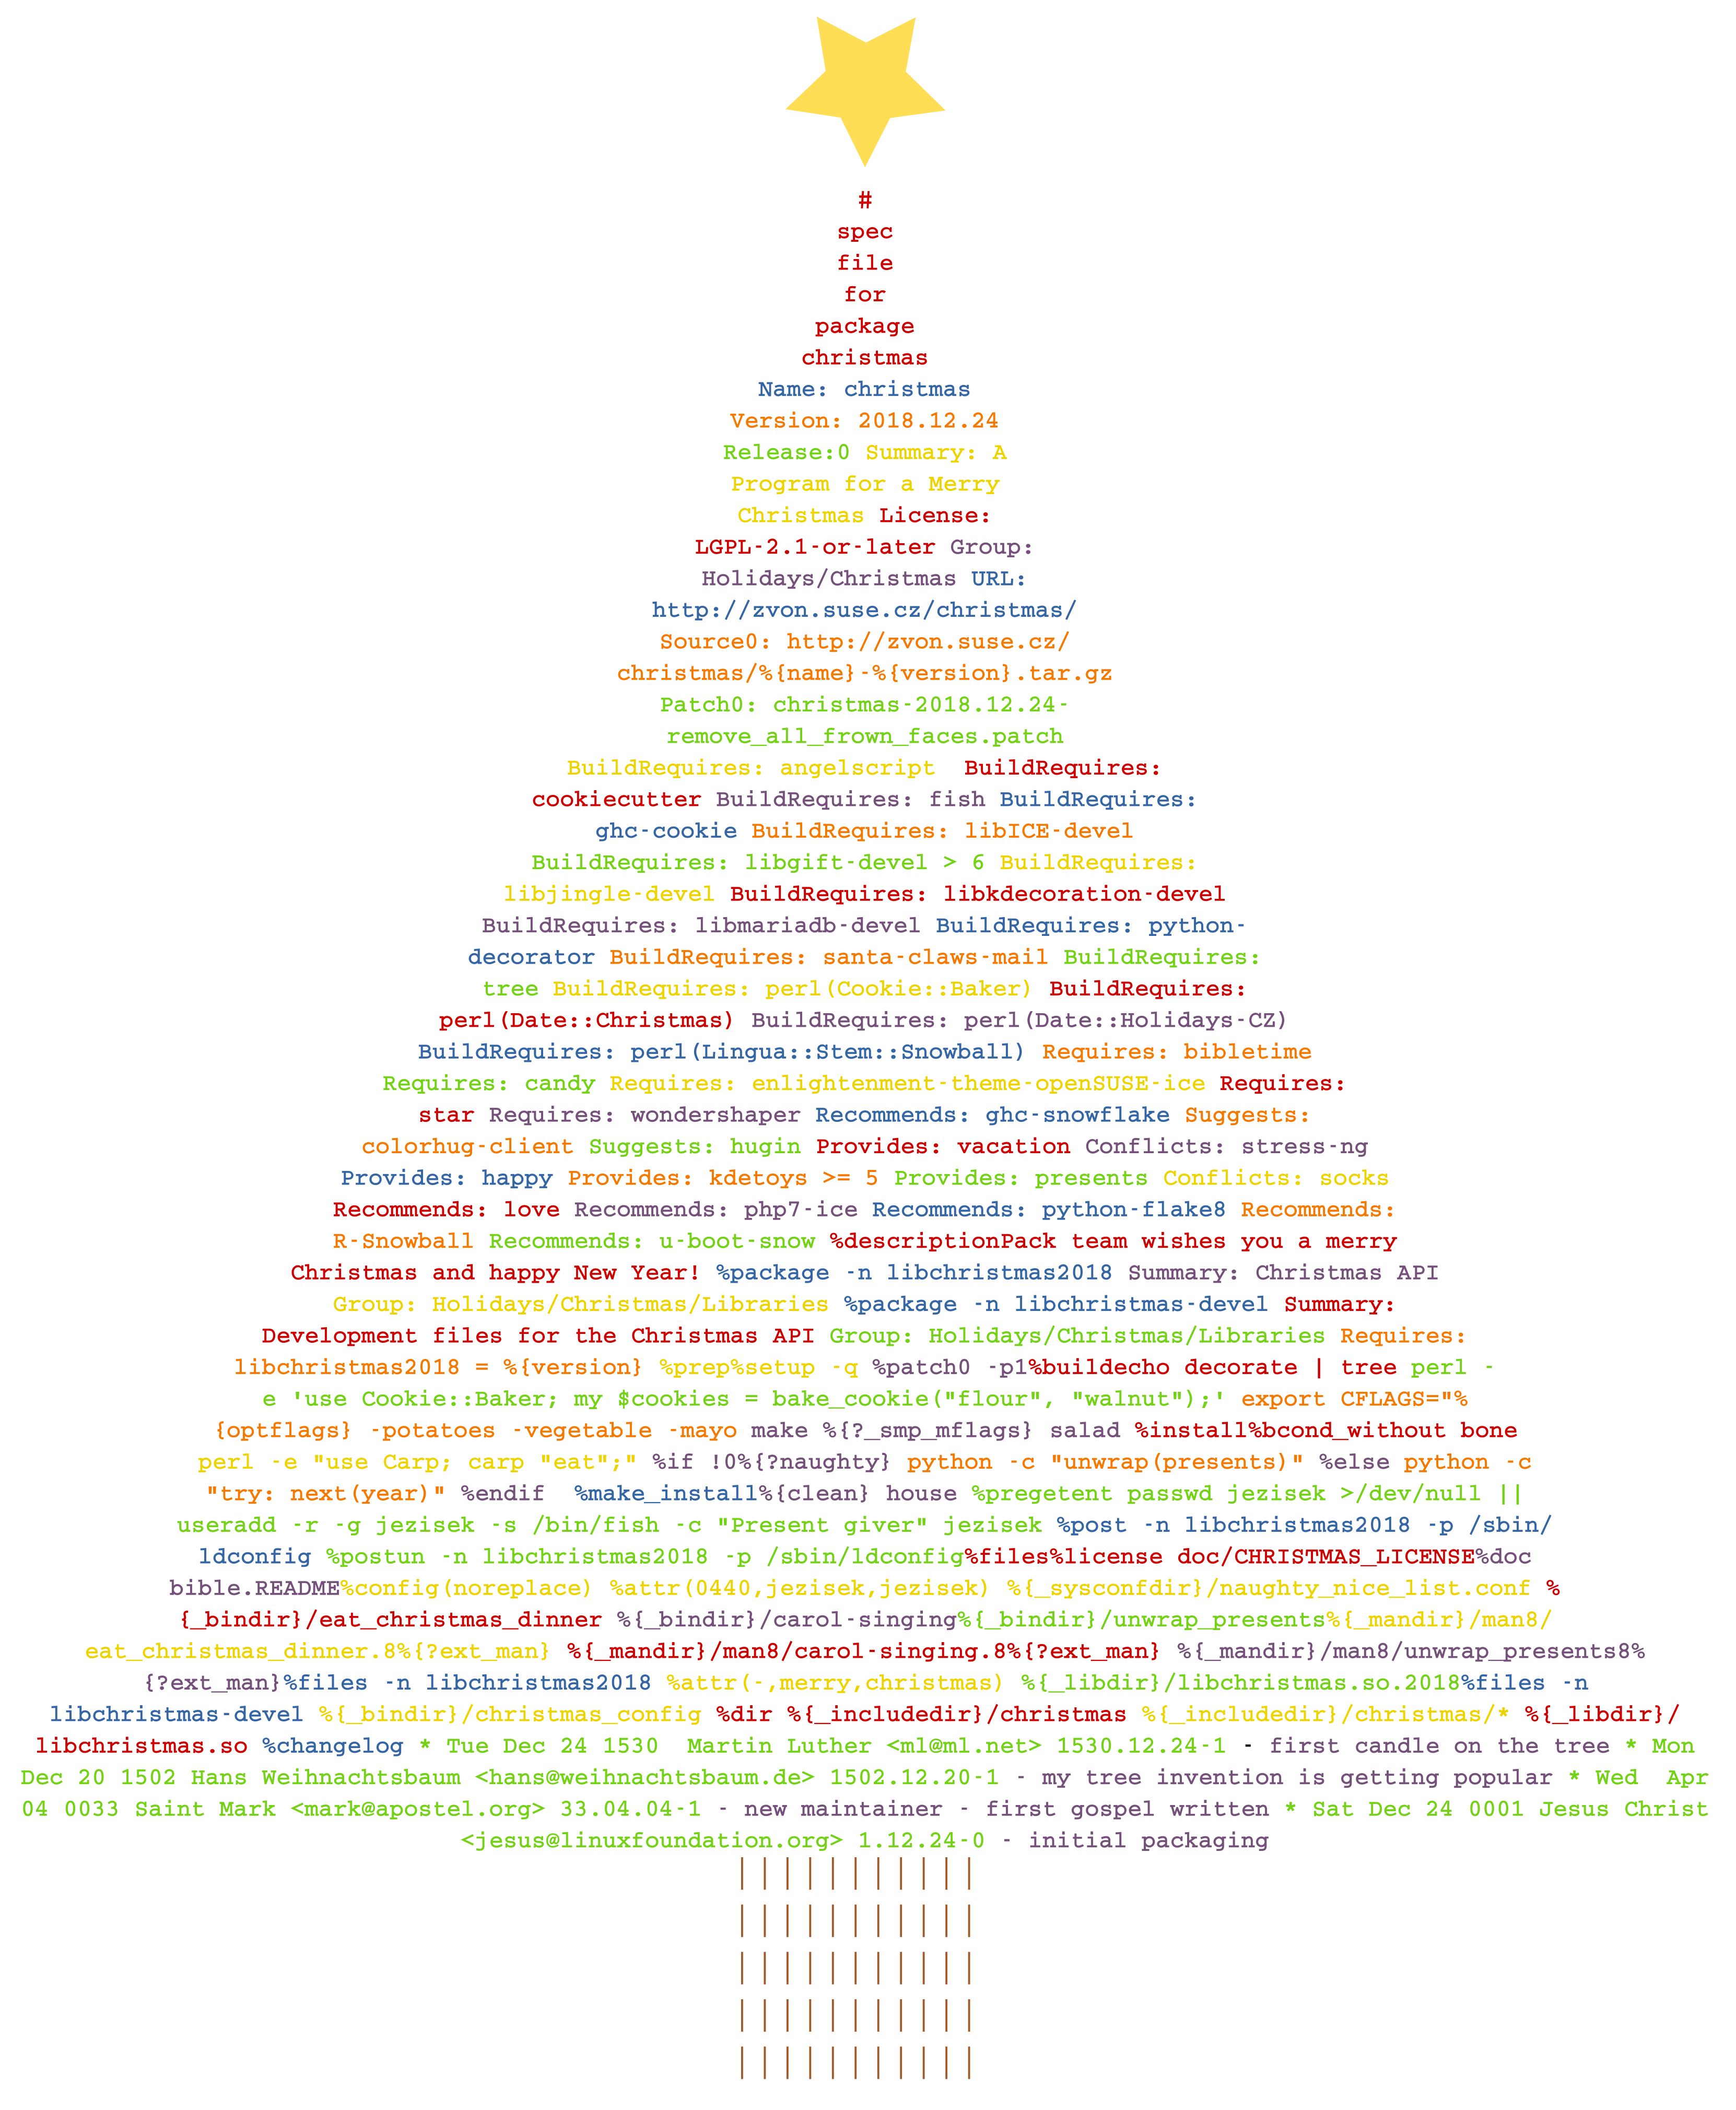 #
spec
file
for
package
christmas
Name: christmas
Version: 2018.12.24
Release:0 Summary: A
Program for a Merry
Christmas License:
LGPL-2.1-or-later Group:
Holidays/Christmas URL:
http://zvon.suse.cz/christmas/
Source0: http://zvon.suse.cz/
christmas/%{name}-%{version}.tar.gz
Patch0: christmas-2018.12.24-
remove_all_frown_faces.patch
BuildRequires: angelscript  BuildRequires:
cookiecutter BuildRequires: fish BuildRequires:
ghc-cookie BuildRequires: libICE-devel
BuildRequires: libgift-devel > 6 BuildRequires:
libjingle-devel BuildRequires: libkdecoration-devel
BuildRequires: libmariadb-devel BuildRequires: python-
decorator BuildRequires: santa-claws-mail BuildRequires:
tree BuildRequires: perl(Cookie::Baker) BuildRequires:
perl(Date::Christmas) BuildRequires: perl(Date::Holidays-CZ)
BuildRequires: perl(Lingua::Stem::Snowball) Requires: bibletime
Requires: candy Requires: enlightenment-theme-openSUSE-ice Requires:
star Requires: wondershaper Recommends: ghc-snowflake Suggests:
colorhug-client Suggests: hugin Provides: vacation Conflicts: stress-ng
Provides: happy Provides: kdetoys >= 5 Provides: presents Conflicts: socks
Recommends: love Recommends: php7-ice Recommends: python-flake8 Recommends:
R-Snowball Recommends: u-boot-snow %descriptionPack team wishes you a merry
Christmas and happy New Year! %package -n libchristmas2018 Summary: Christmas API
Group: Holidays/Christmas/Libraries %package -n libchristmas-devel Summary:
Development files for the Christmas API Group: Holidays/Christmas/Libraries Requires:
libchristmas2018 = %{version} %prep%setup -q %patch0 -p1%buildecho decorate | tree perl -
e 'use Cookie::Baker; my $cookies = bake_cookie("flour", "walnut");' export CFLAGS="%
{optflags} -potatoes -vegetable -mayo make %{?_smp_mflags} salad %install%bcond_without bone
perl -e "use Carp; carp "eat";" %if !0%{?naughty} python -c "unwrap(presents)" %else python -c
"try: next(year)" %endif  %make_install%{clean} house %pregetent passwd jezisek >/dev/null ||
useradd -r -g jezisek -s /bin/fish -c "Present giver" jezisek %post -n libchristmas2018 -p /sbin/
ldconfig %postun -n libchristmas2018 -p /sbin/ldconfig%files%license doc/CHRISTMAS_LICENSE%doc
bible.README%config(noreplace) %attr(0440,jezisek,jezisek) %{_sysconfdir}/naughty_nice_list.conf %
{_bindir}/eat_christmas_dinner %{_bindir}/carol-singing%{_bindir}/unwrap_presents%{_mandir}/man8/
eat_christmas_dinner.8%{?ext_man} %{_mandir}/man8/carol-singing.8%{?ext_man} %{_mandir}/man8/unwrap_presents8%
{?ext_man}%files -n libchristmas2018 %attr(-,merry,christmas) %{_libdir}/libchristmas.so.2018%files -n
libchristmas-devel %{_bindir}/christmas_config %dir %{_includedir}/christmas %{_includedir}/christmas/* %{_libdir}/
libchristmas.so %changelog * Tue Dec 24 1530  Martin Luther <ml@ml.net> 1530.12.24-1 - first candle on the tree * Mon
Dec 20 1502 Hans Weihnachtsbaum <hans@weihnachtsbaum.de> 1502.12.20-1 - my tree invention is getting popular * Wed  Apr
04 0033 Saint Mark <mark@apostel.org> 33.04.04-1 - new maintainer - first gospel written * Sat Dec 24 0001 Jesus Christ
<jesus@linuxfoundation.org> 1.12.24-0 - initial packaging
| | | | | | | | | | |
| | | | | | | | | | |
| | | | | | | | | | |
| | | | | | | | | | |
| | | | | | | | | | |